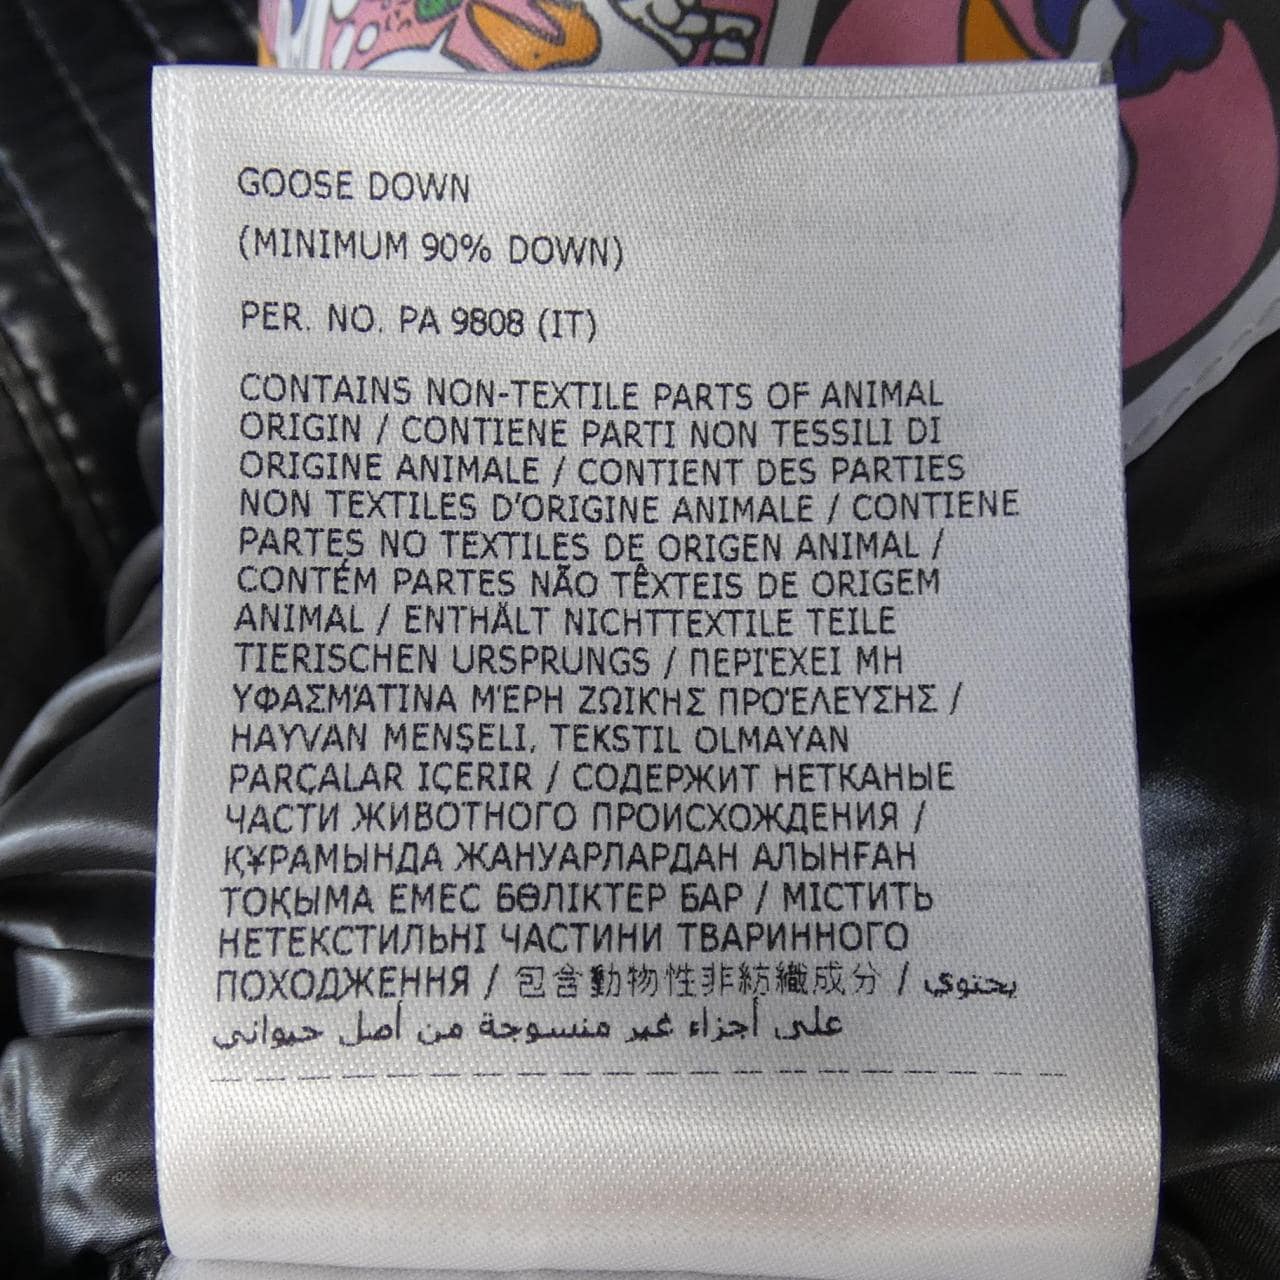 GOOSE DOWN
(MINIMUM 90% DOWN)
PER. NO. PA 9808 (IT)
CONTAINS NON-TEXTILE PARTS OF ANIMAL
ORIGIN / CONTIENE PARTI NON TESSILI DI
ORIGINE ANIMALE / CONTIENT DES PARTIES
NON TEXTILES D'ORIGINE ANIMALE / CONTIENE
PARTES NO TEXTILES DE ORIGEN ANIMAL /
CONTÉM PARTES NÃO TÊXTEIS DE ORIGEM
ANIMAL / ENTHÄLT NICHTTEXTILE TEILE
TIERISCHEN URSPRUNGS / ΠΕΡΙΈΧΕΙ ΜΗ
ΥΦΑΣΜΆΤΙΝΑ ΜΈΡΗ ΖΩΙΚΉΣ ΠΡΟΈΛΕΥΣΗΣ /
HAYVAN MENŞELI, TEKSTIL OLMAYAN
PARÇALAR IÇERIR / СОДЕРЖИТ НЕТКАНЫЕ
ЧАСТИ ЖИВОТНОГО ПРОИСХОЖДЕНИЯ /
ҚҰРАМЫНДА ЖАНУАРЛАРДАН АЛЫНҒАН
ТОҚЫМА ЕМЕС БӨЛІКТЕР БАР / МІСТИТЬ
НЕТЕКСТИЛЬНІ ЧАСТИНИ ТВАРИННОГО
ПОХОДЖЕННЯ / 包含動物性非紡織成分 / يحتوي
على أجزاء غير منسوجة من أصل حيواني